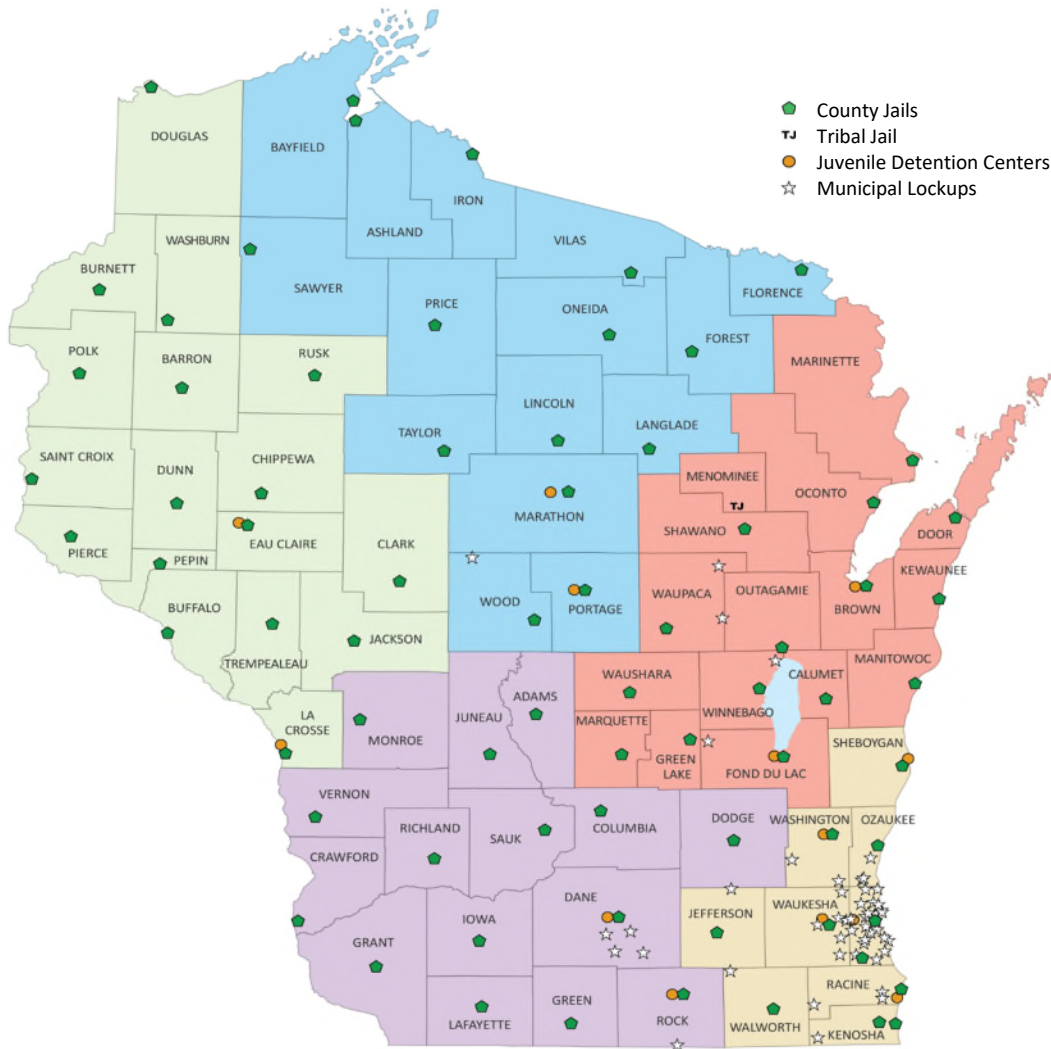 County Jails
TJ Tribal Jail
Juvenile Detention Centers
Municipal Lockups
DOUGLAS
BAYFIELD
IRON
ASHLAND
WASHBURN
VILAS
BURNETT
SAWYER
FLORENCE
PRICE
ONEIDA
FOREST
POLK
BARRON
RUSK
MARINETTE
LINCOLN
TAYLOR
LANGLADE
SAINT CROIX
DUNN
CHIPPEWA
MENOMINEE
OCONTO
TJ
MARATHON
SHAWANO
DOOR
PIERCE
EAU CLAIRE
CLARK
PEPIN
KEWAUNEE
WAUPACA
OUTAGAMIE
BROWN
BUFFALO
WOOD
PORTAGE
JACKSON
TREMPEALEAU
MANITOWOC
WAUSHARA
CALUMET
ADAMS
LA
CROSSE
MONROE
JUNEAU
MARQUETTE
WINNEBAGO
SHEBOYGAN
GREEN
LAKE
FOND DU LAC
VERNON
RICHLAND
SAUK
COLUMBIA
DODGE
WASHINGTON
OZAUKEE
CRAWFORD
DANE
WAUKESHA
JEFFERSON
IOWA
GRANT
RACINE
GREEN
ROCK
LAFAYETTE
WALWORTH
KENOSHA